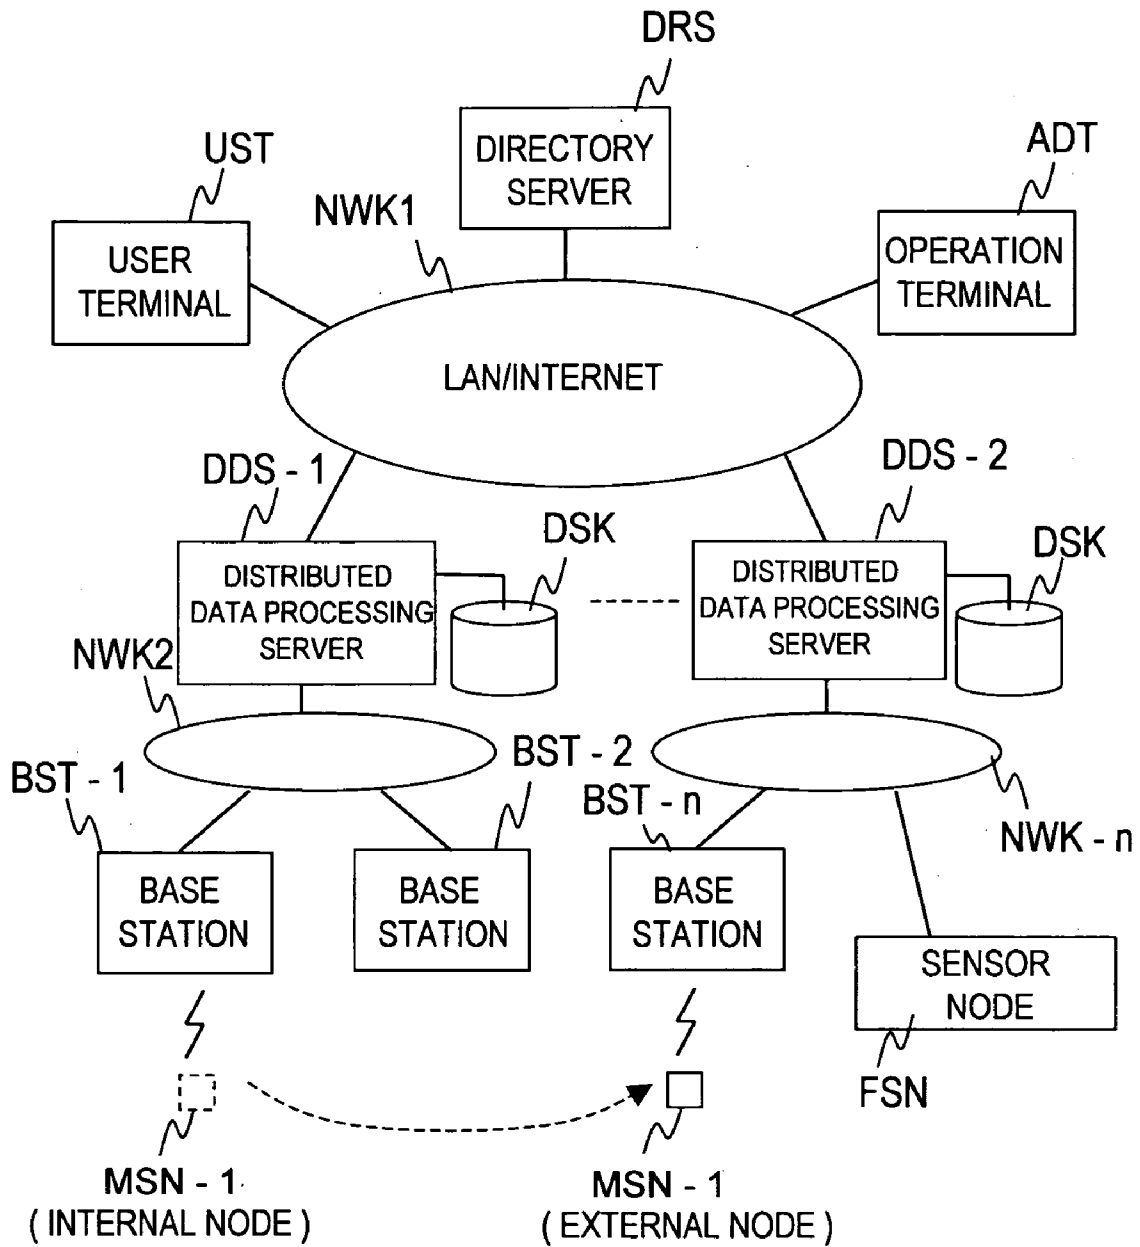 DRS
DIRECTORY
SERVER
UST
USER
TERMINAL
NWK1
ADT
OPERATION
TERMINAL
LAN/INTERNET
DDS - 1
DISTRIBUTED
DATA PROCESSING
SERVER
DSK
DDS - 2
DISTRIBUTED
DATA PROCESSING
SERVER
DSK
NWK2
BST - 1
BST - 2
BST - n
NWK - n
BASE
STATION
BASE
STATION
BASE
STATION
SENSOR
NODE
FSN
MSN - 1
( INTERNAL NODE )
MSN - 1
( EXTERNAL NODE )